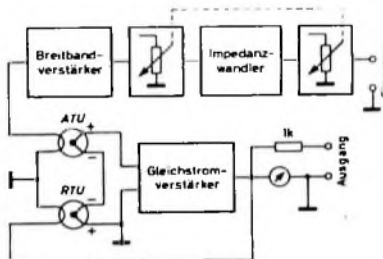 Breitband-
verstärker
Impedanz-
wandler
ATU
+
−
Gleichstrom-
verstärker
1k
Ausgang
−
RTU
+